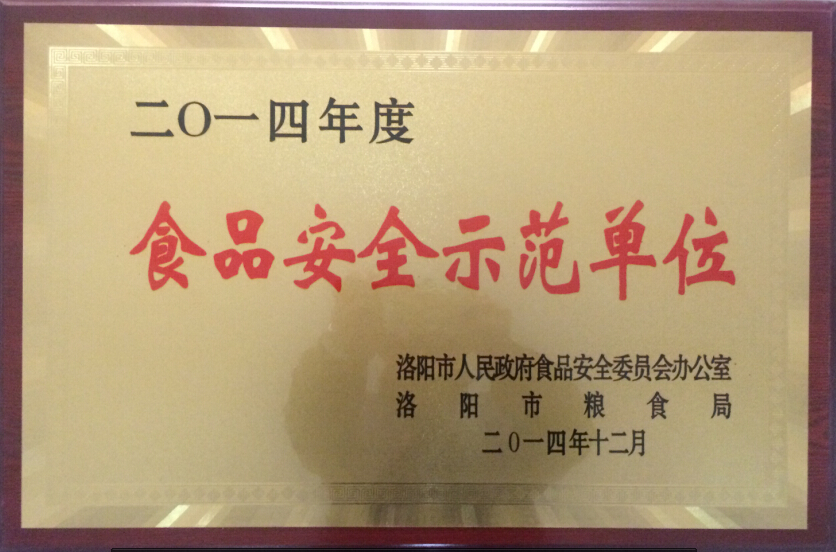 二〇一四年度
食品安全示范单位
洛阳市人民政府食品安全委员会办公室
洛阳市粮食局
二〇一四年十二月